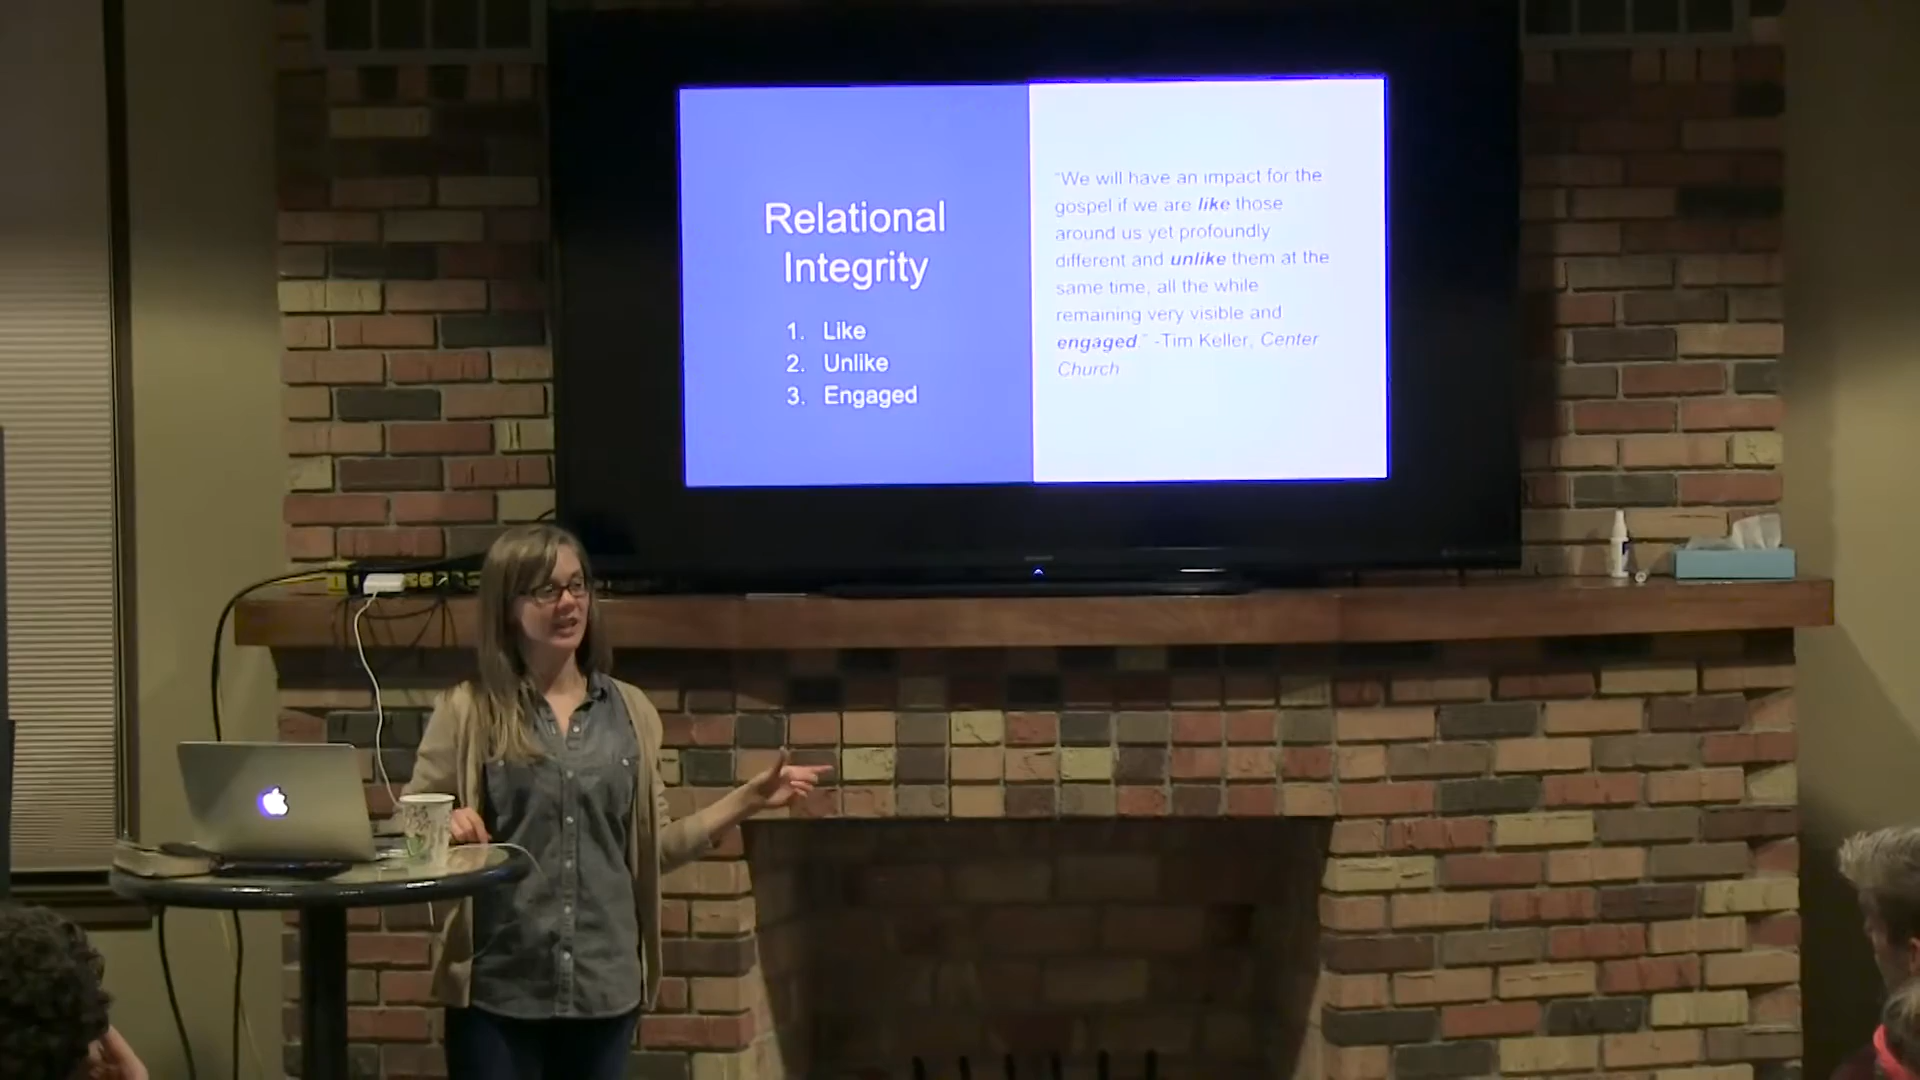 Relational
Integrity
1. Like
2. Unlike
3. Engaged
"We will have an impact for the
gospel if we are like those
around us yet profoundly
different and unlike them at the
same time, all the while
remaining very visible and
engaged." -Tim Keller, Center
Church